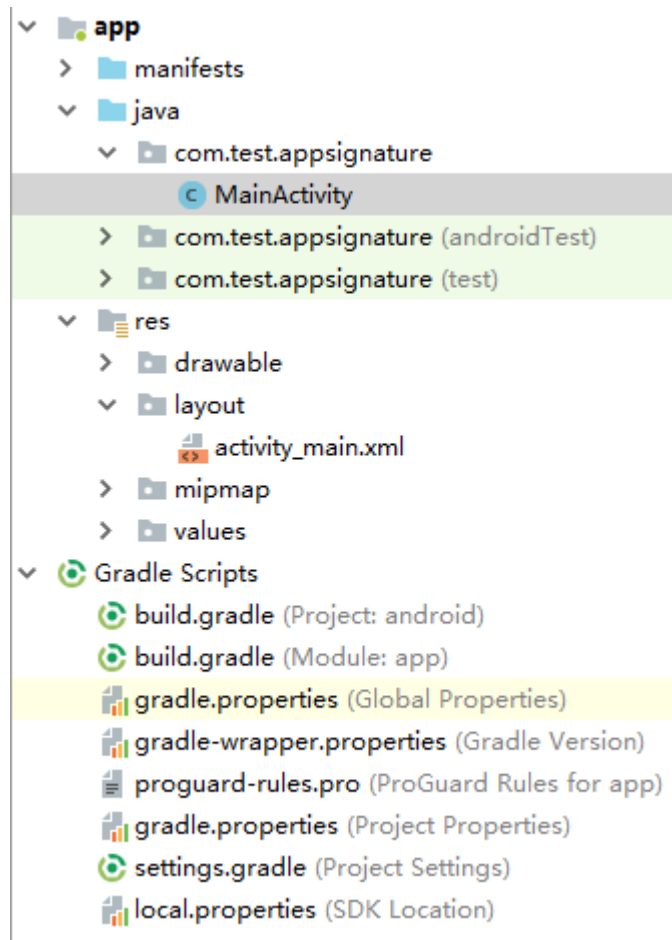 app
manifests
java
com.test.appsignature
C MainActivity
com.test.appsignature (androidTest)
com.test.appsignature (test)
res
drawable
layout
activity_main.xml
mipmap
values
Gradle Scripts
build.gradle (Project: android)
build.gradle (Module: app)
gradle.properties (Global Properties)
gradle-wrapper.properties (Gradle Version)
proguard-rules.pro (ProGuard Rules for app)
gradle.properties (Project Properties)
settings.gradle (Project Settings)
local.properties (SDK Location)